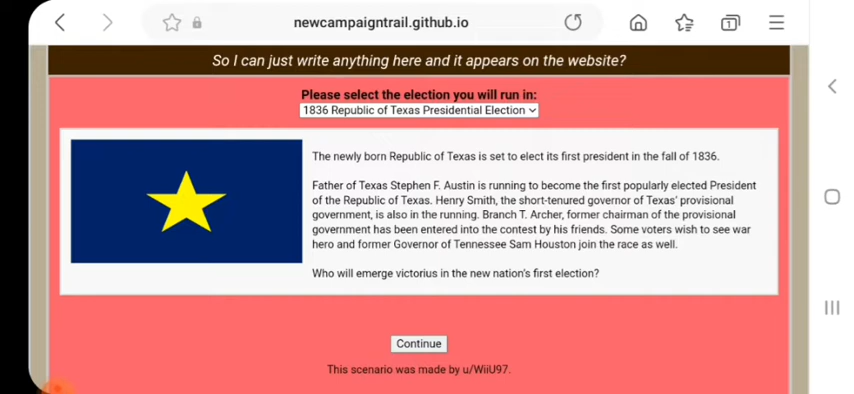 newcampaigntrail.github.io
1
So I can just write anything here and it appears on the website?
Please select the election you will run in:
1836 Republic of Texas Presidential Election
The newly born Republic of Texas is set to elect its first president in the fall of 1836.
Father of Texas Stephen F. Austin is running to become the first popularly elected President
of the Republic of Texas. Henry Smith, the short-tenured governor of Texas' provisional
government, is also in the running. Branch T. Archer, former chairman of the provisional
government has been entered into the contest by his friends. Some voters wish to see war
hero and former Governor of Tennessee Sam Houston join the race as well.
Who will emerge victorius in the new nation's first election?
Continue
This scenario was made by u/WiiU97.